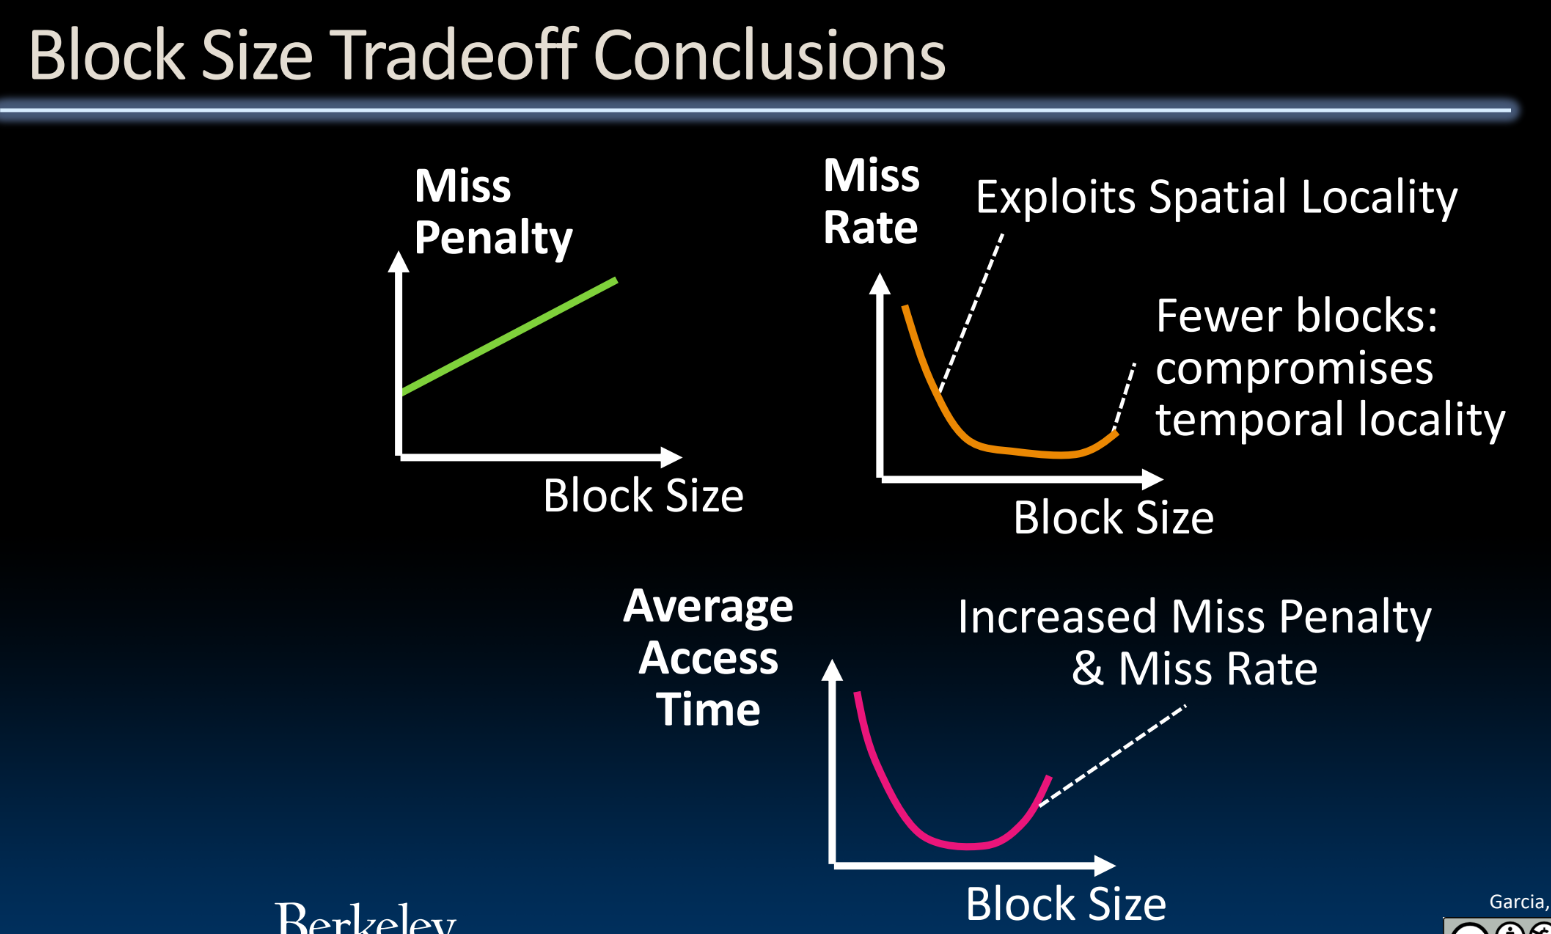 Block Size Tradeoff Conclusions
Miss
Penalty
Block Size
Miss
Rate
Exploits Spatial Locality
Fewer blocks:
compromises
temporal locality
Block Size
Average
Access
Time
Increased Miss Penalty
& Miss Rate
Block Size
Berkeley
Garcia,